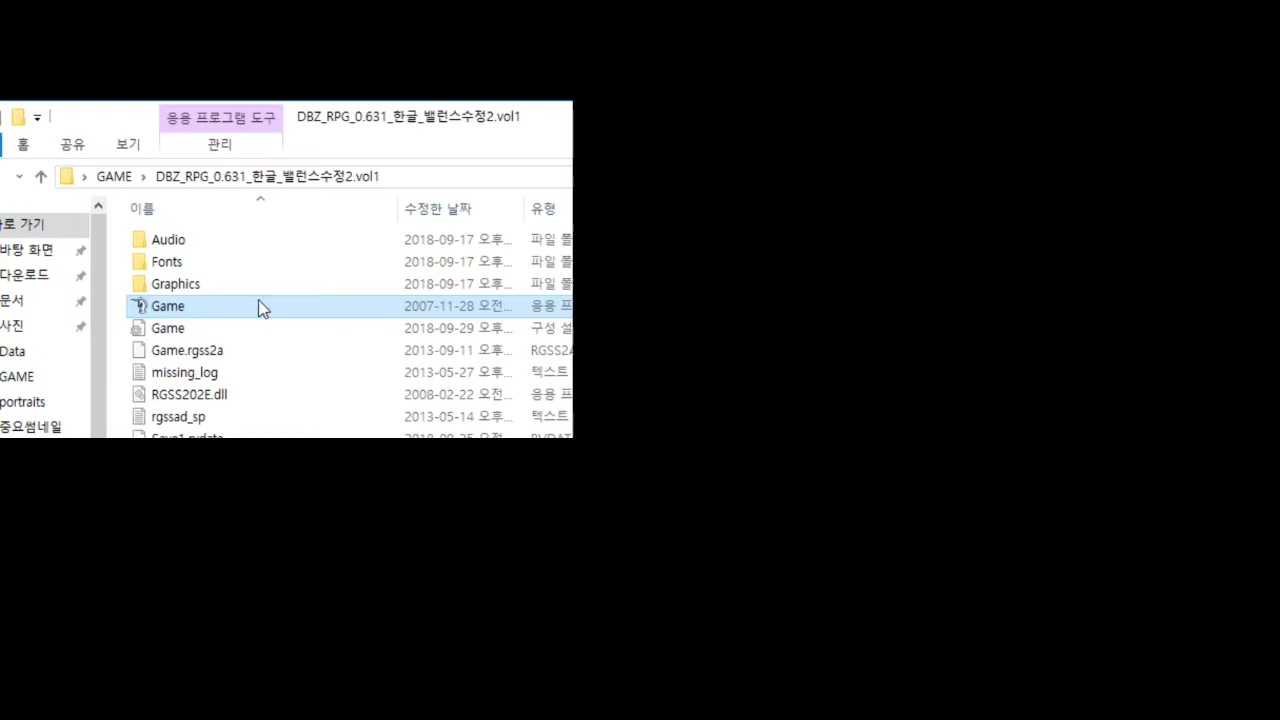 응용 프로그램 도구 DBZ_RPG_0.631_한글_밸런스수정2.vol1
홈 공유 보기 관리
GAME DBZ_RPG_0.631_한글_밸런스수정2.vol1
이름 수정한 날짜 유형
로 가기
바탕 화면
다운로드
문서
사진
Data
GAME
portraits
중요썸네일
Audio 2018-09-17 오후... 파일 폴
Fonts 2018-09-17 오후... 파일 폴
Graphics 2018-09-17 오후... 파일 폴
Game 2007-11-28 오전... 응용 프
Game 2018-09-29 오후... 구성 설
Game.rgss2a 2013-09-11 오후... RGSS2A
missing_log 2013-05-27 오후... 텍스트
RGSS202E.dll 2008-02-22 오전... 응용 프
rgssad_sp 2013-05-14 오후... 텍스트